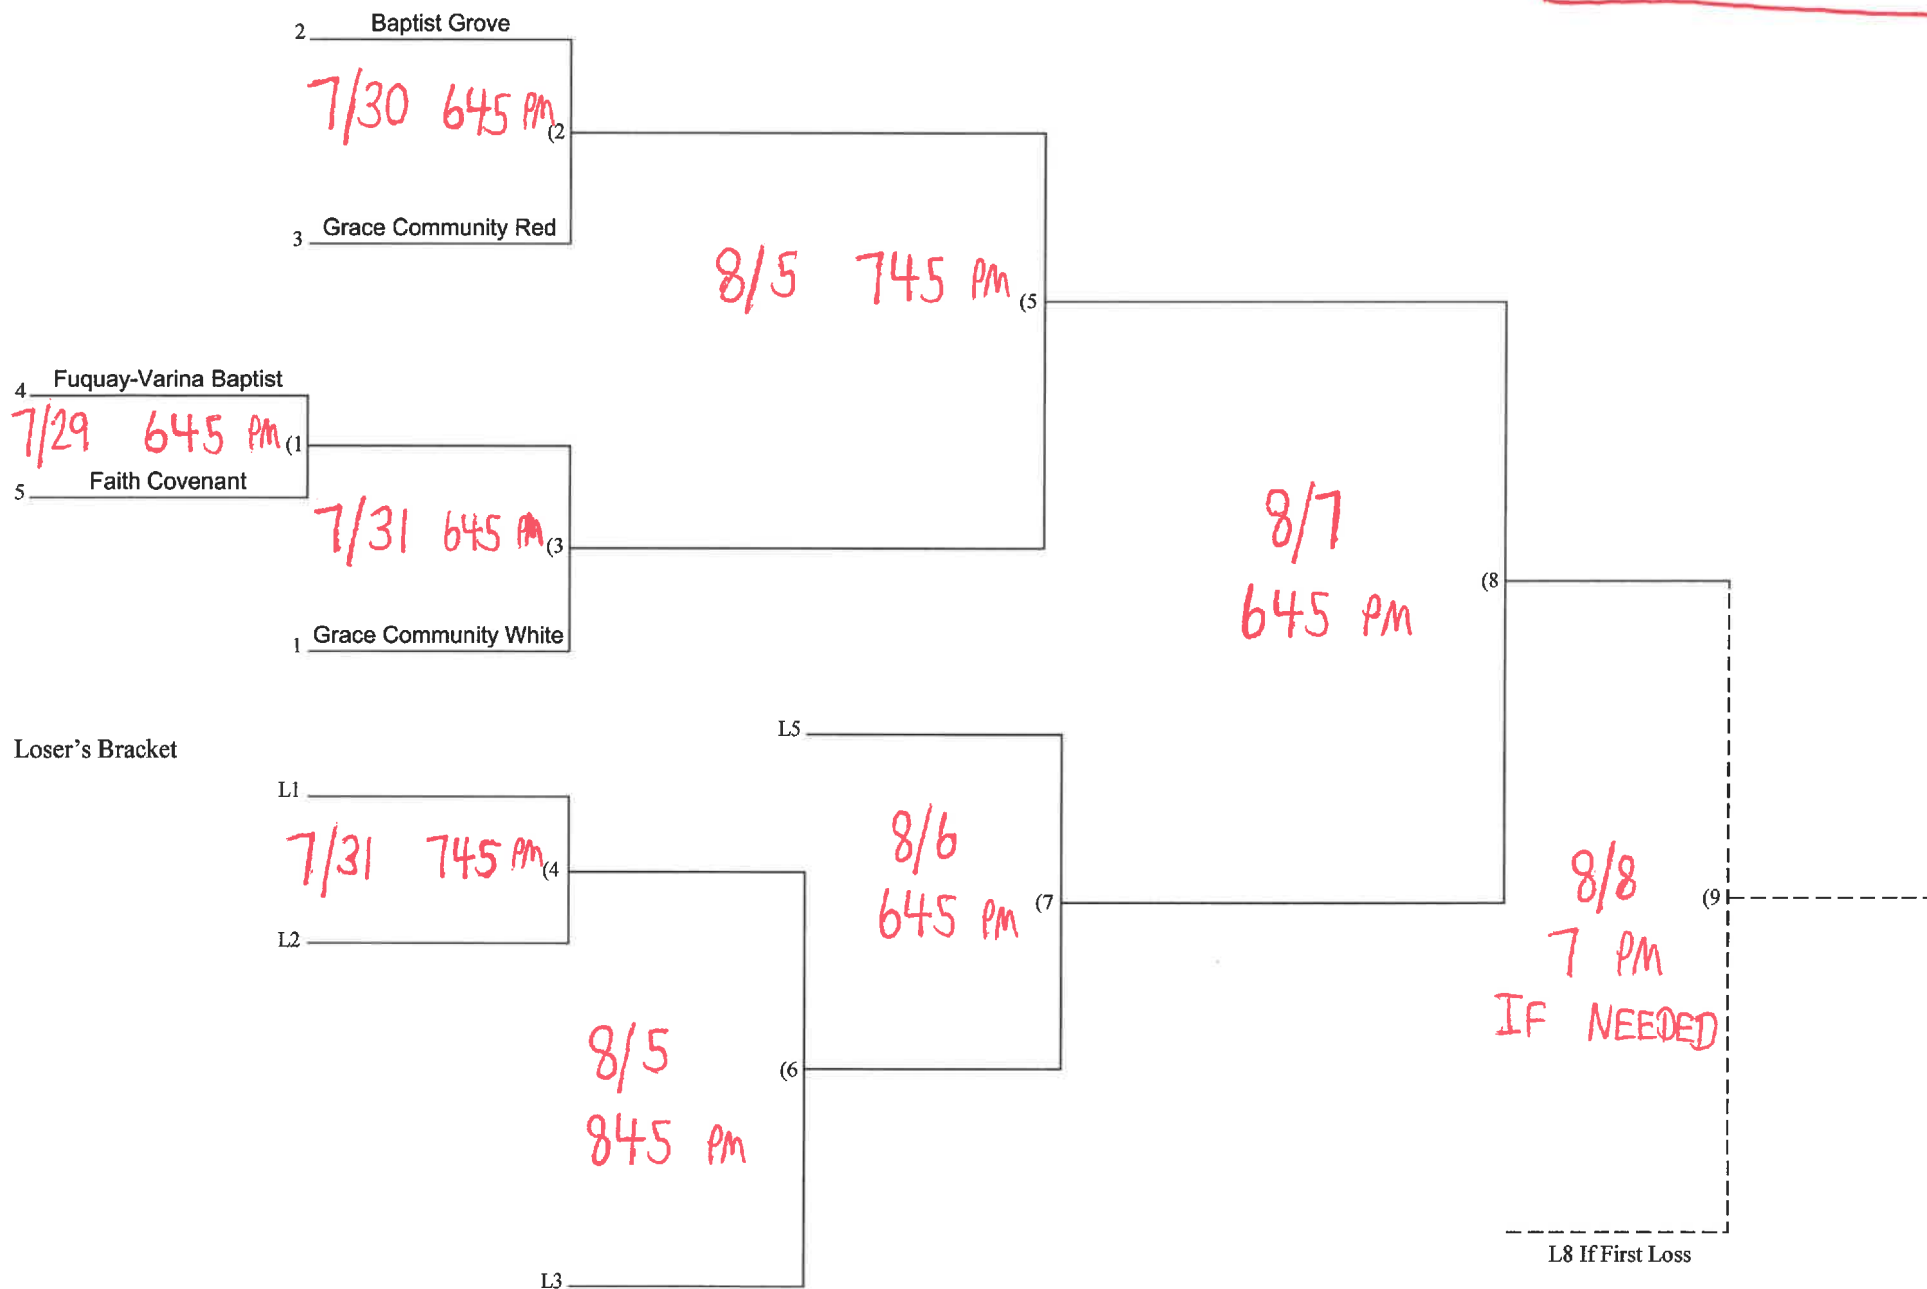 2 Baptist Grove
7/30 645 PM (2
3 Grace Community Red
8/5 745 PM (5
4 Fuquay-Varina Baptist
7/29 645 PM (1
5 Faith Covenant
7/31 645 PM (3
1 Grace Community White
8/7
645 PM
(8
Loser's Bracket
L5
L1
7/31 745 PM (4
L2
8/6
645 PM (7
8/5
845 PM
(6
L3
8/8
(9
7 PM
IF NEEDED
L8 If First Loss